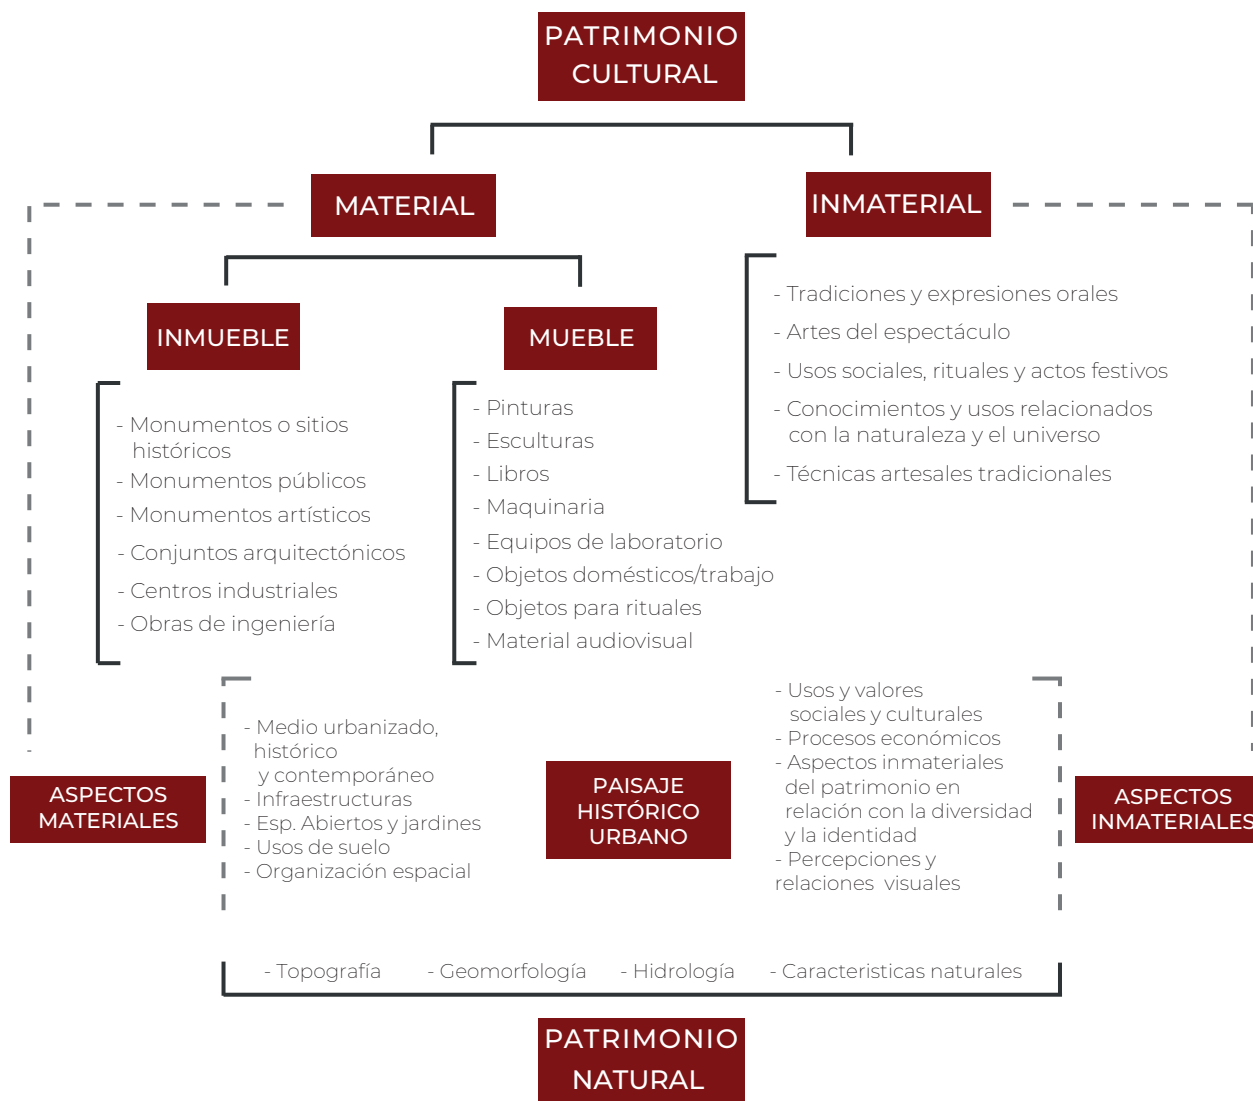 PATRIMONIO
CULTURAL
MATERIAL
INMATERIAL
INMUEBLE
MUEBLE
- Monumentos o sitios
históricos
- Monumentos públicos
- Monumentos artísticos
- Conjuntos arquitectónicos
- Centros industriales
- Obras de ingeniería
- Pinturas
- Esculturas
- Libros
- Maquinaria
- Equipos de laboratorio
- Objetos domésticos/trabajo
- Objetos para rituales
- Material audiovisual
- Tradiciones y expresiones orales
- Artes del espectáculo
- Usos sociales, rituales y actos festivos
- Conocimientos y usos relacionados
con la naturaleza y el universo
- Técnicas artesales tradicionales
ASPECTOS
MATERIALES
- Medio urbanizado,
histórico
y contemporáneo
- Infraestructuras
- Esp. Abiertos y jardines
- Usos de suelo
- Organización espacial
PAISAJE
HISTÓRICO
URBANO
- Usos y valores
sociales y culturales
- Procesos económicos
- Aspectos inmateriales
del patrimonio en
relación con la diversidad
y la identidad
- Percepciones y
relaciones visuales
ASPECTOS
INMATERIALES
- Topografía - Geomorfología - Hidrología - Caracteristicas naturales
PATRIMONIO
NATURAL